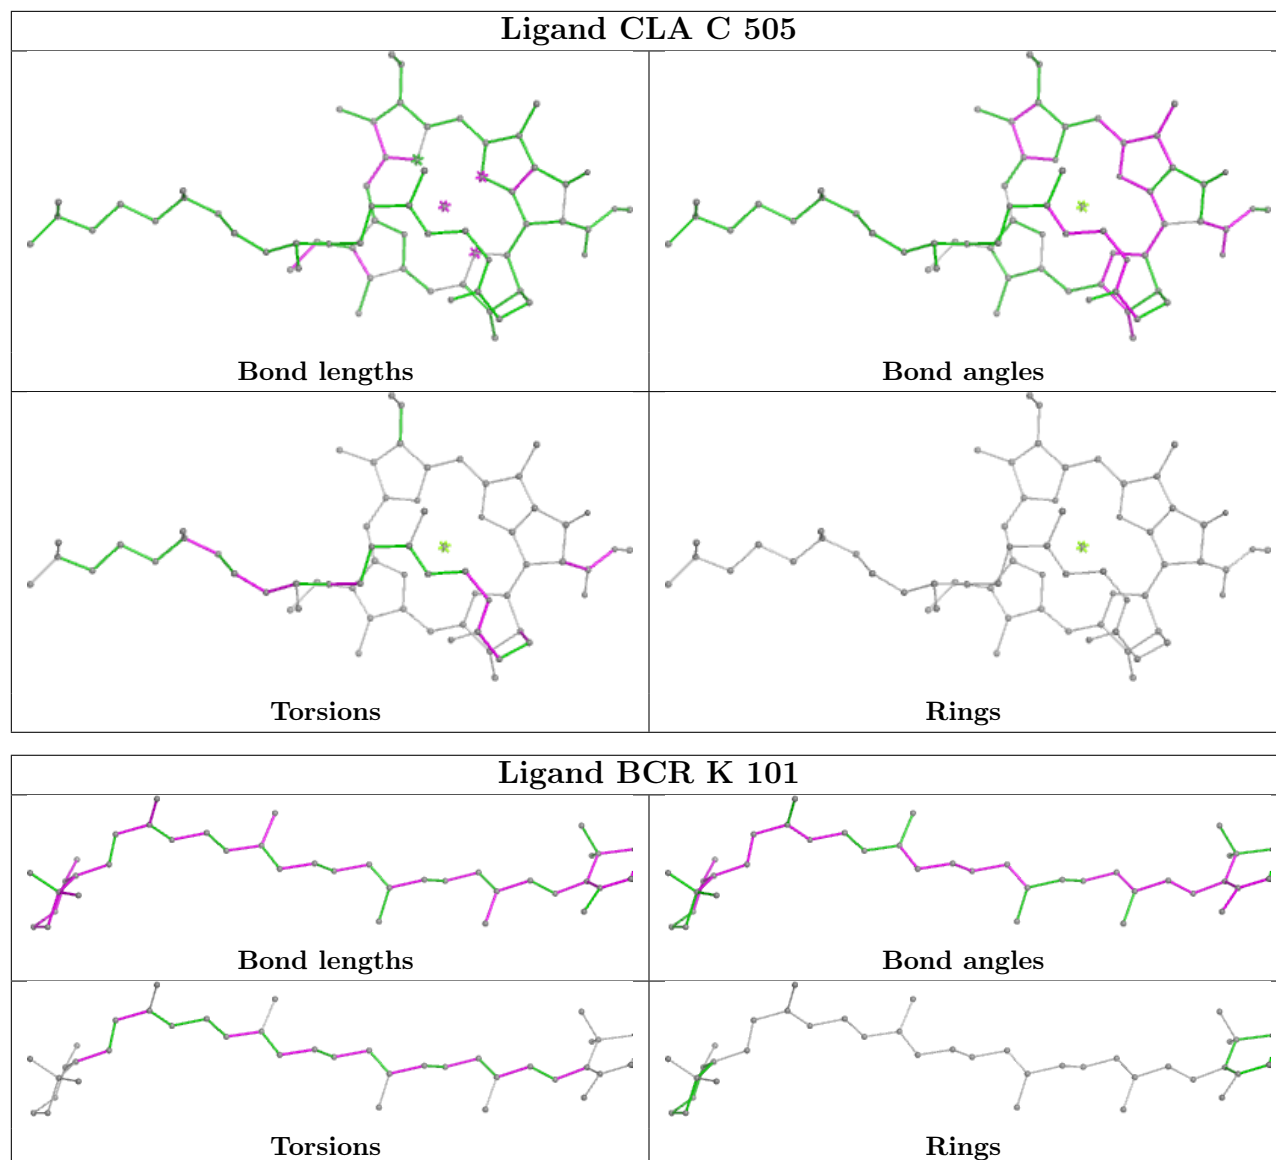 Ligand CLA C 505
Bond lengths
Bond angles
Torsions
Rings
Ligand BCR K 101
Bond lengths
Bond angles
Torsions
Rings